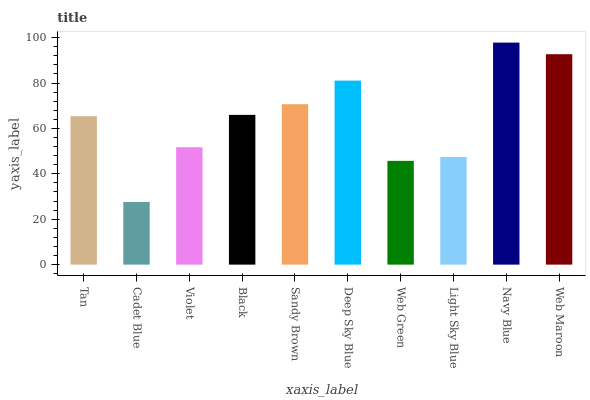 title
yaxis_label
100
80
60
40
20
0
Tan
Cadet Blue
Violet
Black
Sandy Brown
Deep Sky Blue
Web Green
Light Sky Blue
Navy Blue
Web Maroon
xaxis_label